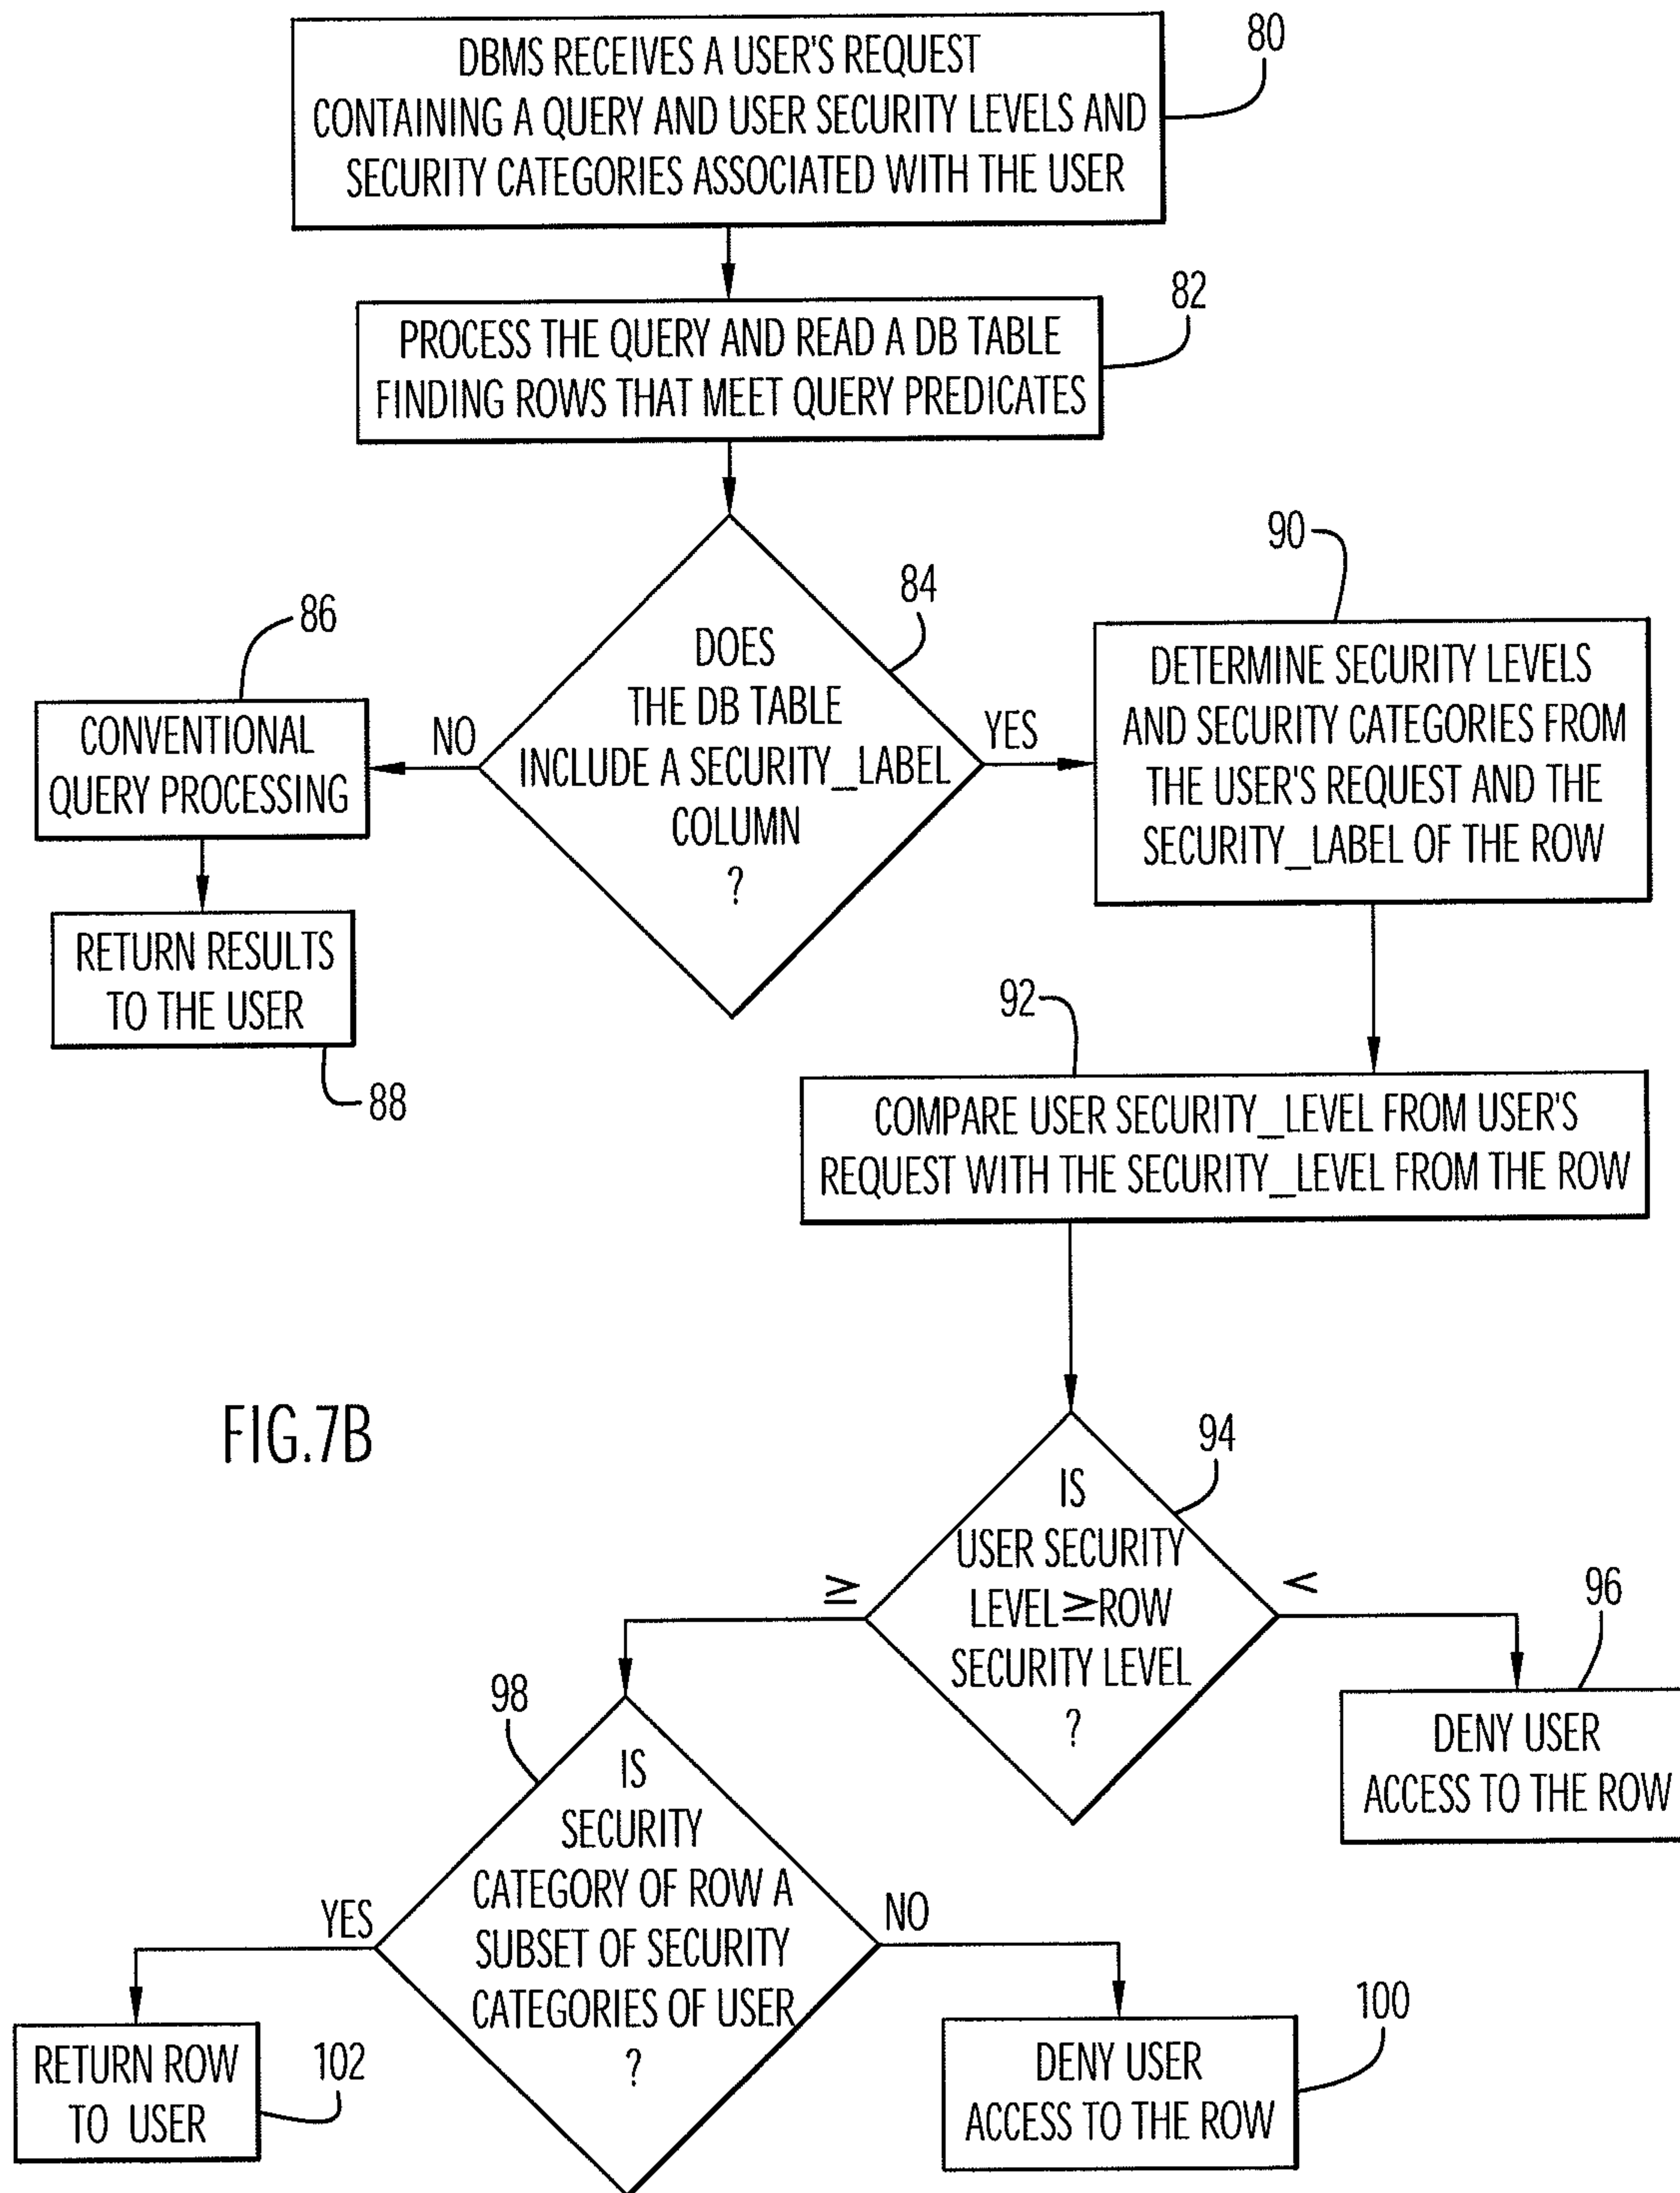 80
DBMS RECEIVES A USER'S REQUEST
CONTAINING A QUERY AND USER SECURITY LEVELS AND
SECURITY CATEGORIES ASSOCIATED WITH THE USER
82
PROCESS THE QUERY AND READ A DB TABLE
FINDING ROWS THAT MEET QUERY PREDICATES
84
DOES
THE DB TABLE
INCLUDE A SECURITY_LABEL
COLUMN
?
NO
YES
86
CONVENTIONAL
QUERY PROCESSING
RETURN RESULTS
TO THE USER
88
90
DETERMINE SECURITY LEVELS
AND SECURITY CATEGORIES FROM
THE USER'S REQUEST AND THE
SECURITY_LABEL OF THE ROW
92
COMPARE USER SECURITY_LEVEL FROM USER'S
REQUEST WITH THE SECURITY_LEVEL FROM THE ROW
FIG.7B
94
IS
USER SECURITY
LEVEL≥ROW
SECURITY LEVEL
?
≥
<
96
DENY USER
ACCESS TO THE ROW
98
IS
SECURITY
CATEGORY OF ROW A
SUBSET OF SECURITY
CATEGORIES OF USER
?
YES
NO
RETURN ROW
TO USER
102
DENY USER
ACCESS TO THE ROW
100